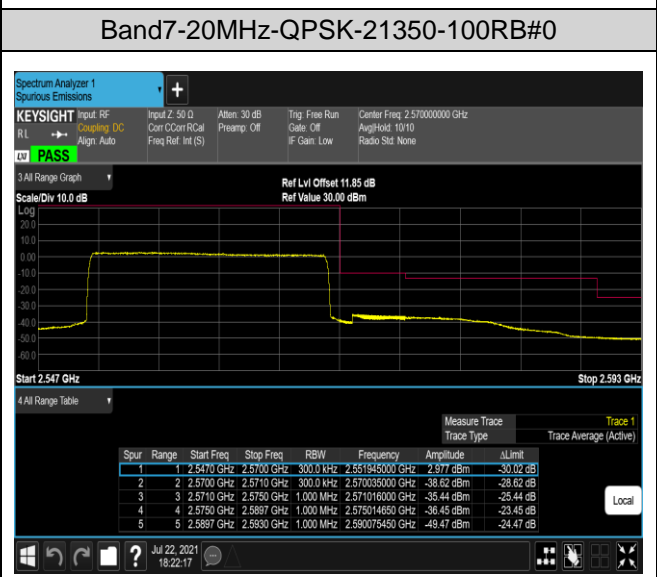 Band7-20MHz-QPSK-21350-100RB#0
Spectrum Analyzer 1
Spurious Emissions
+
KEYSIGHT Input: RF Input Z: 50 Ω Atten: 30 dB Trig: Free Run Center Freq: 2.570000000 GHz
RL Coupling: DC Corr CCorr RCal Preamp: Off Gate: Off Avg|Hold: 10/10
Align: Auto Freq Ref: Int (S) IF Gain: Low Radio Std: None
LXI PASS
3 All Range Graph
Ref Lvl Offset 11.85 dB
Scale/Div 10.0 dB Ref Value 30.00 dBm
Log
20.0
10.0
0.00
-10.0
-20.0
-30.0
-40.0
-50.0
-60.0
Start 2.547 GHz Stop 2.593 GHz
4 All Range Table
Measure Trace Trace 1
Trace Type Trace Average (Active)
Spur Range Start Freq Stop Freq RBW Frequency Amplitude ΔLimit
1 1 2.5470 GHz 2.5700 GHz 300.0 kHz 2.551945000 GHz 2.977 dBm -30.02 dB
2 2 2.5700 GHz 2.5710 GHz 300.0 kHz 2.570035000 GHz -38.62 dBm -28.62 dB
3 3 2.5710 GHz 2.5750 GHz 1.000 MHz 2.571016000 GHz -35.44 dBm -25.44 dB
4 4 2.5750 GHz 2.5897 GHz 1.000 MHz 2.575014650 GHz -36.45 dBm -23.45 dB
5 5 2.5897 GHz 2.5930 GHz 1.000 MHz 2.590075450 GHz -49.47 dBm -24.47 dB
Local
? Jul 22, 2021
18:22:17